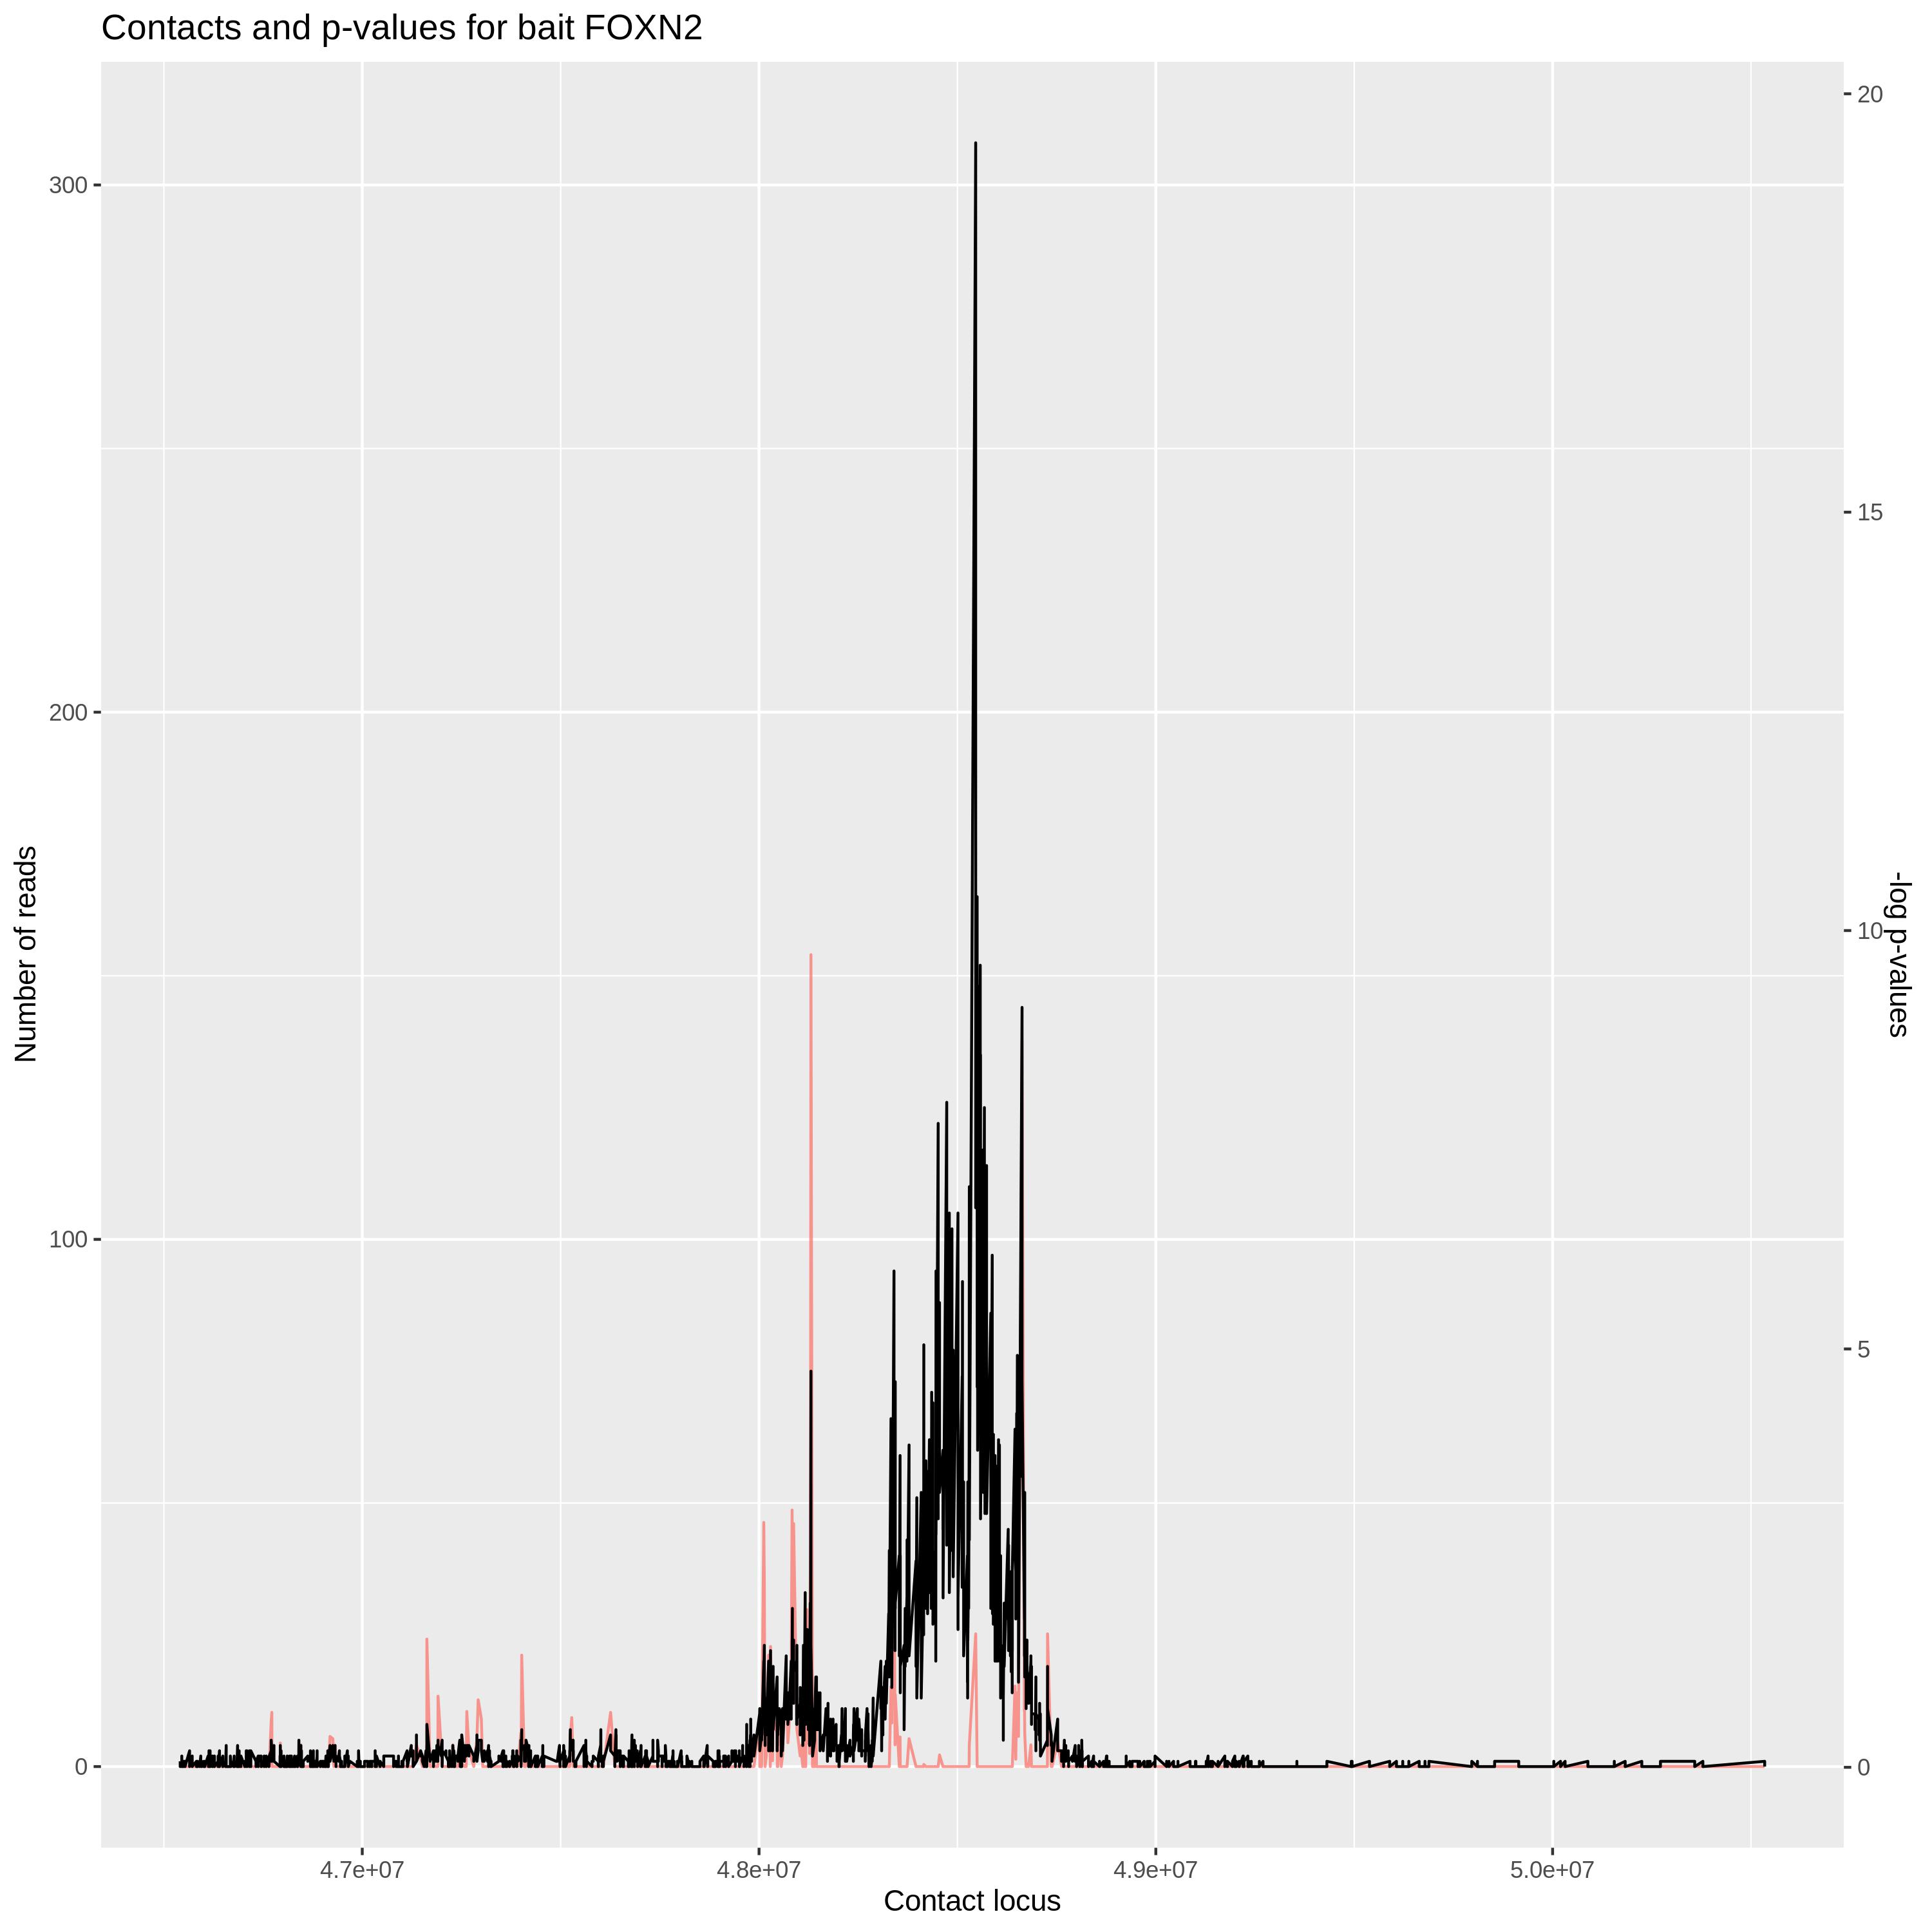 Contacts and p-values for bait FOXN2
300
200
100
0
Number of reads
20
15
10
5
0
-log p-values
4.7e+07
4.8e+07
4.9e+07
5.0e+07
Contact locus